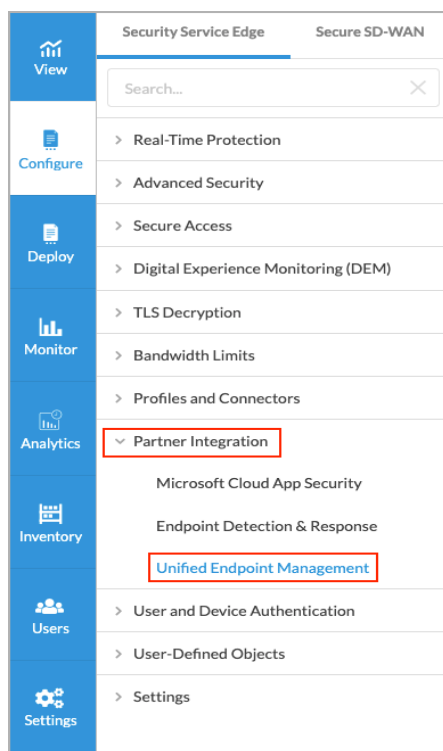 Security Service Edge
Secure SD-WAN
View
Search...
Configure
Real-Time Protection
Advanced Security
Secure Access
Deploy
Digital Experience Monitoring (DEM)
TLS Decryption
Monitor
Bandwidth Limits
Profiles and Connectors
Analytics
Partner Integration
Microsoft Cloud App Security
Endpoint Detection & Response
Inventory
Unified Endpoint Management
User and Device Authentication
Users
User-Defined Objects
Settings
Settings